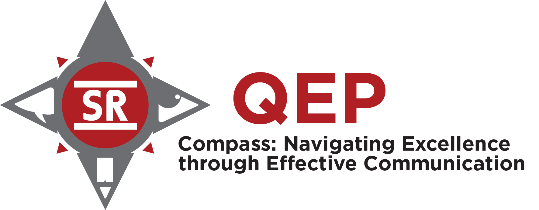 SR
QEP
Compass: Navigating Excellence
through Effective Communication